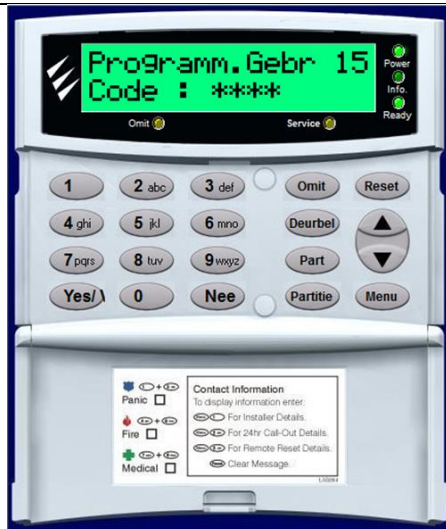 Programm.Gebr 15
Code : ****
Power
Info.
Ready
Omit
Service
1
2 abc
3 def
Omit
Reset
4 ghi
5 jkl
6 mno
Deurbel
7 pqrs
8 tuv
9 wxyz
Part
Yes/
0
Nee
Partitie
Menu
Panic
Fire
Medical
Contact Information
To display information enter:
For Installer Details.
For 24hr Call-Out Details.
For Remote Reset Details.
Clear Message.